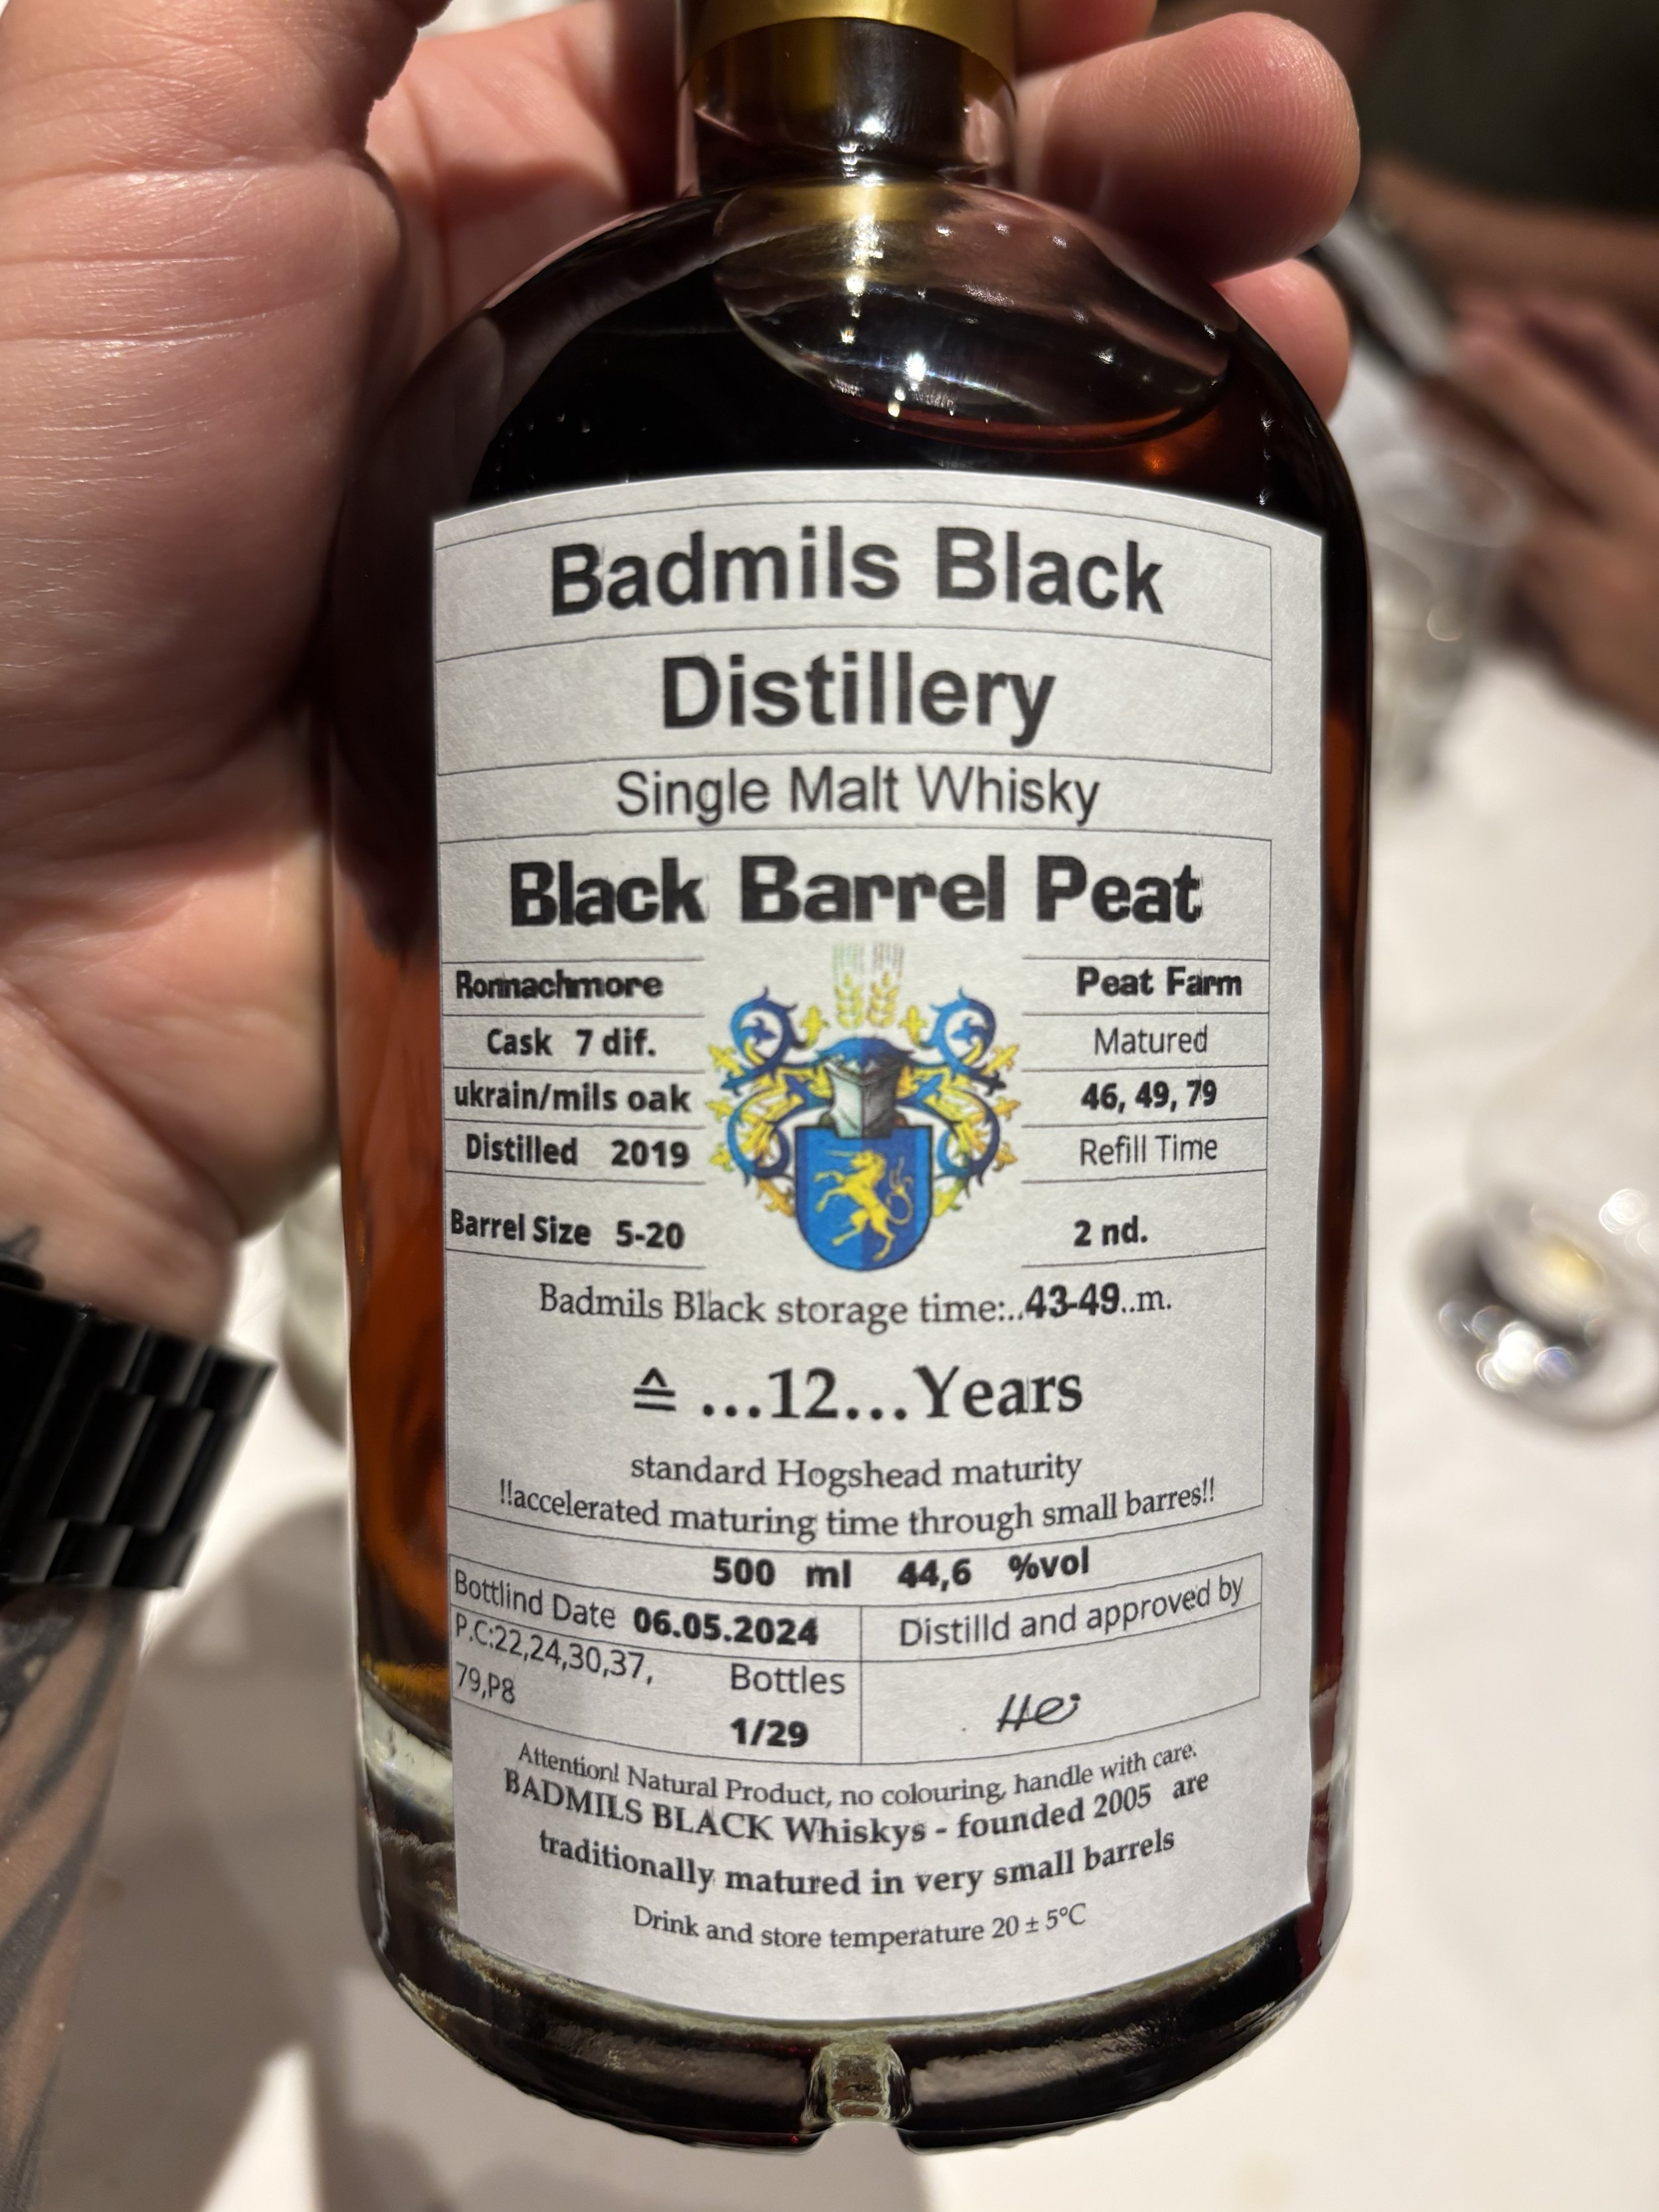 Badmils Black
Distillery
Single Malt Whisky
Black Barrel Peat
Ronnachmore
Peat Farm
Cask 7 dif.
Matured
ukrain/mils oak
46, 49, 79
Distilled 2019
Refill Time
Barrel Size 5-20
2 nd.
Badmils Black storage time:..43-49..m.
≙ ...12...Years
standard Hogshead maturity
!!accelerated maturing time through small barres!!
500 ml 44,6 %vol
Bottlind Date 06.05.2024
Distilld and approved by
P.C:22,24,30,37,
79,P8
Bottles
1/29
Hei
Attention! Natural Product, no colouring, handle with care.
BADMILS BLACK Whiskys - founded 2005 are
traditionally matured in very small barrels
Drink and store temperature 20 ± 5°C